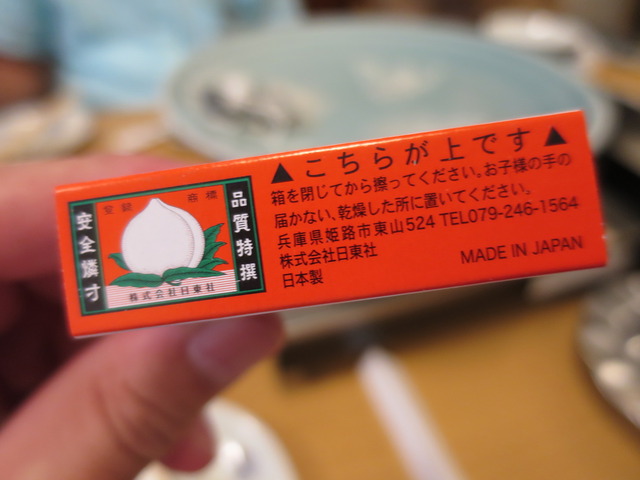 ▲こちらが上です▲
箱を閉じてから擦ってください。お子様の手の
届かない、乾燥した所に置いてください。
兵庫県姫路市東山524 TEL079-246-1564
株式会社日東社
日本製
MADE IN JAPAN
品質特撰
安全燐寸
株式会社日東社